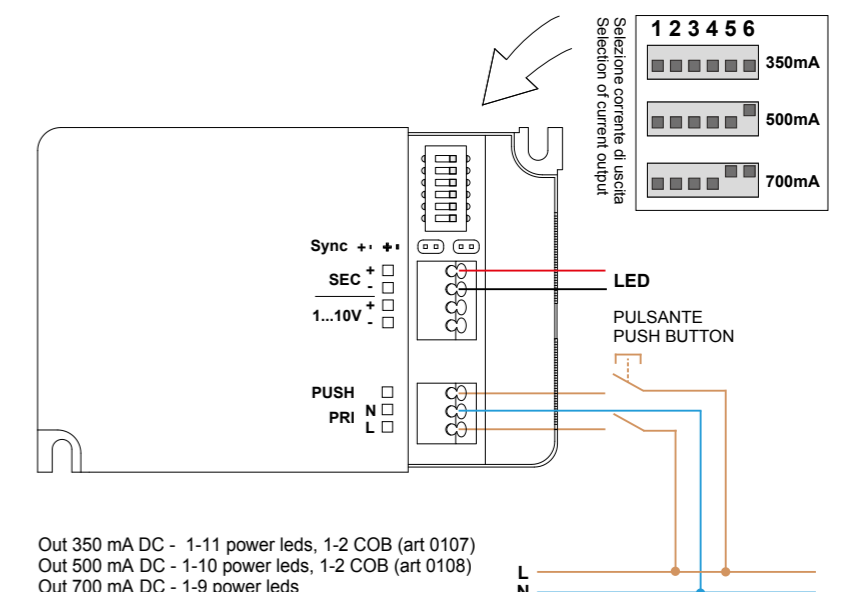 1 2 3 4 5 6
350mA
500mA
700mA
Selezione corrente di uscita
Selection of current output
Sync + - + -
SEC + -
1...10V + -
LED
PULSANTE
PUSH BUTTON
PUSH
PRI N
L
Out 350 mA DC - 1-11 power leds, 1-2 COB (art 0107)
Out 500 mA DC - 1-10 power leds, 1-2 COB (art 0108)
Out 700 mA DC - 1-9 power leds
L
N